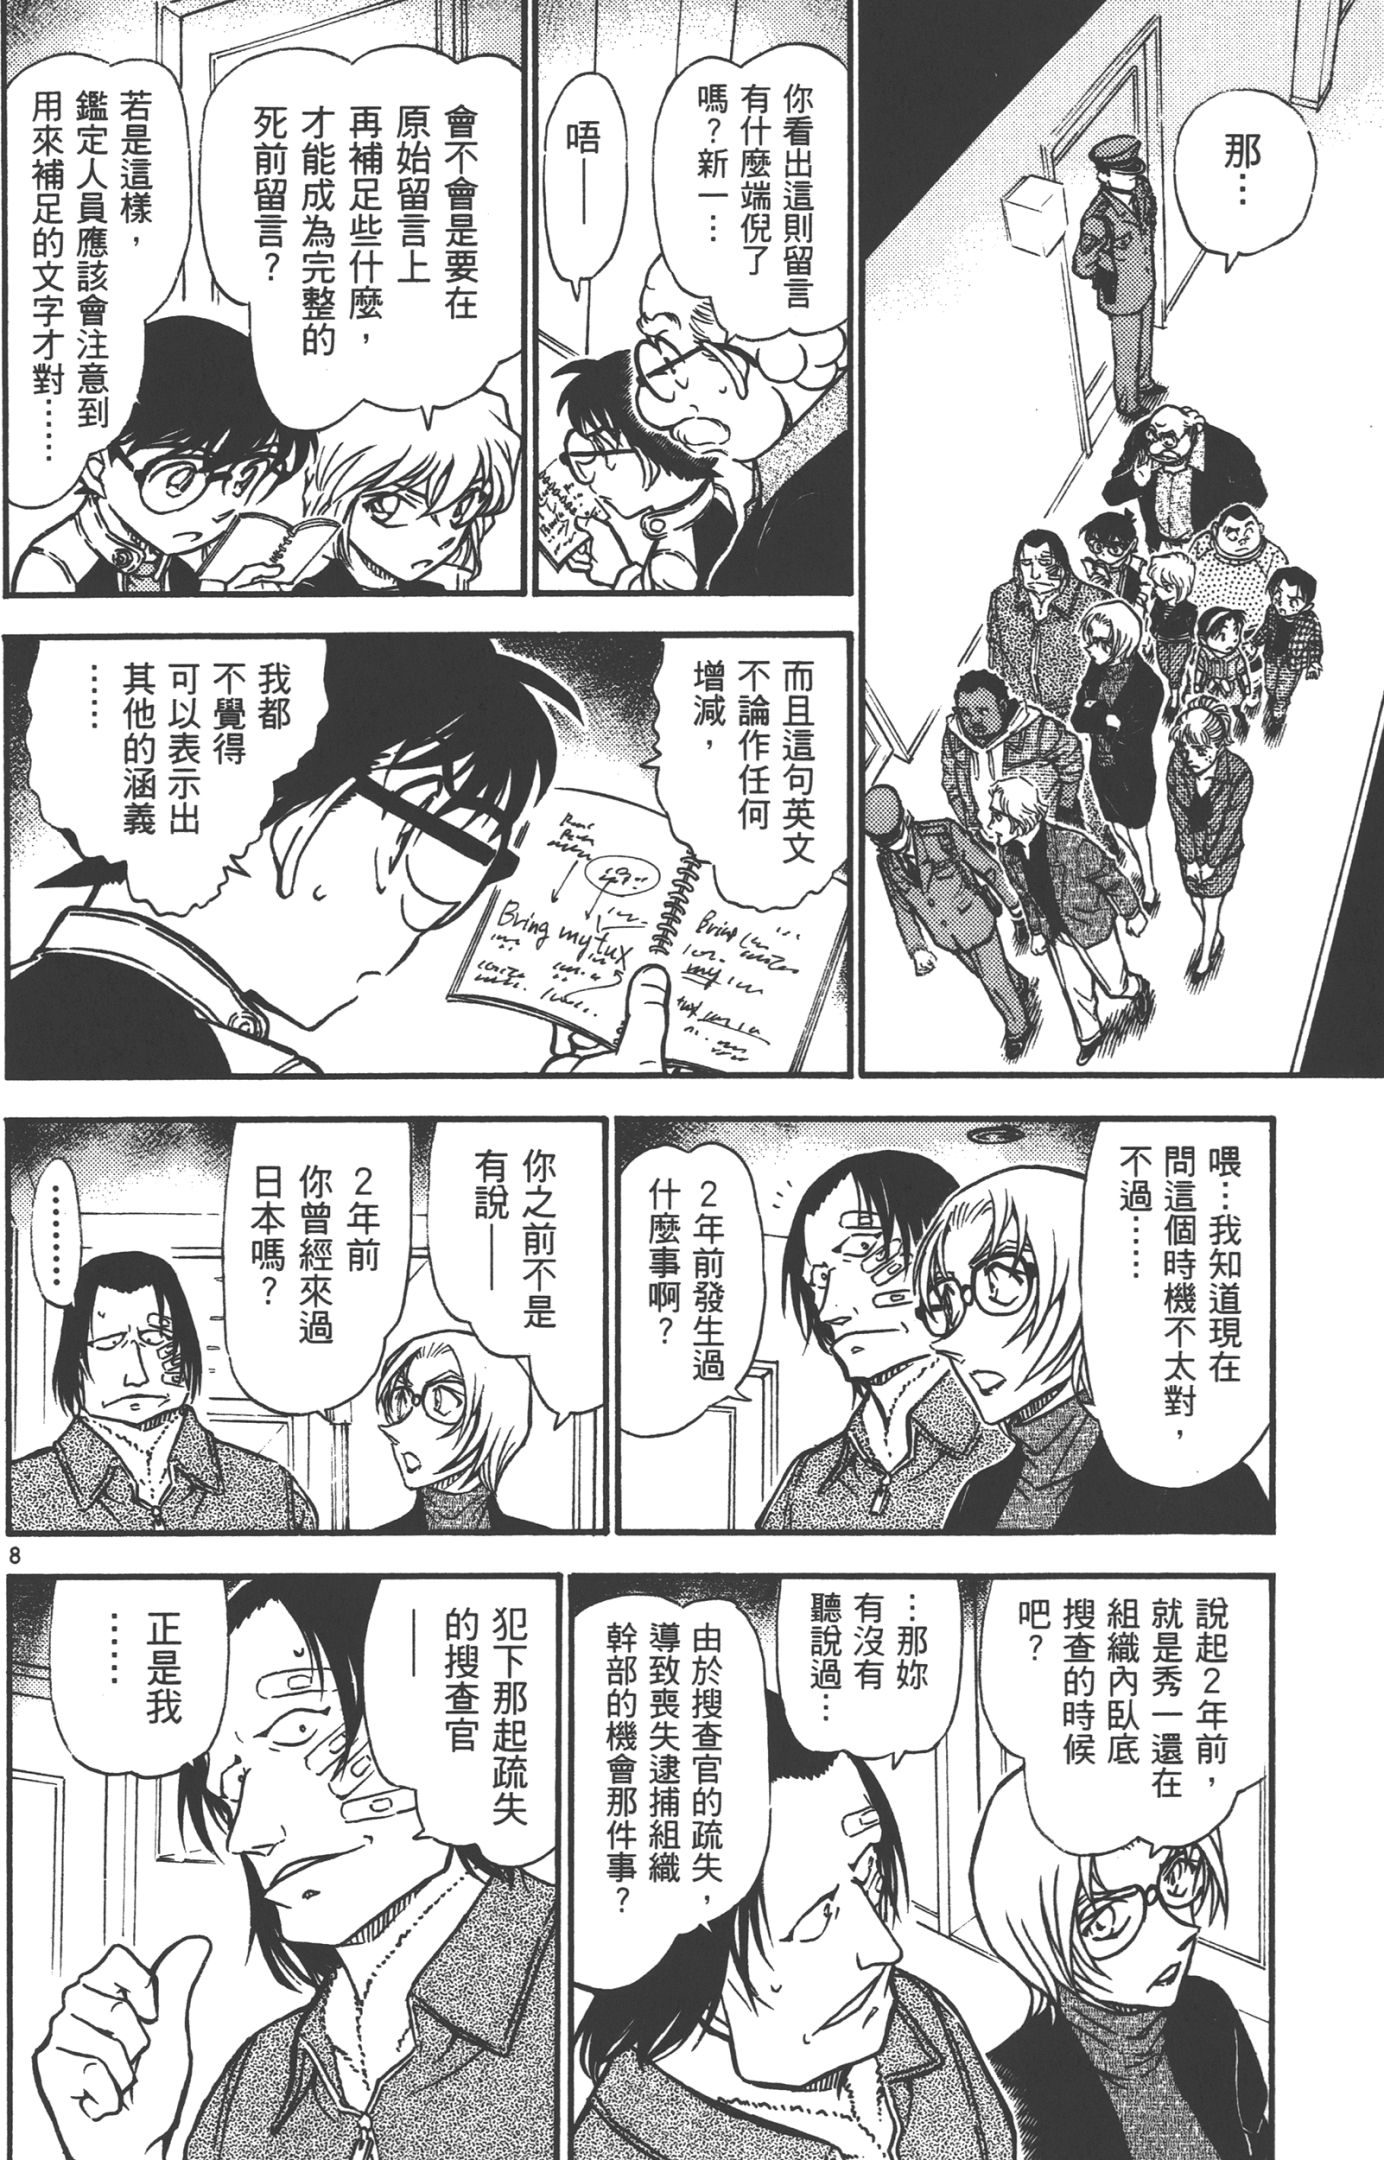 那…
你看出這則留言
有什麼端倪了
嗎？新一…
唔——
會不會是要在
原始留言上
再補足些什麼，
才能成為完整的
死前留言？
若是這樣，
鑑定人員應該會注意到
用來補足的文字才對……
而且這句英文
不論作任何
增減，
我都
不覺得
可以表示出
其他的涵義
……
Bring my tux
Bring
my
tux
喂…我知道現在
問這個時機不太對，
不過……
2年前發生過
什麼事啊？
你之前不是
有說——
2年前
你曾經來過
日本嗎？
………
說起2年前，
就是秀一還在
組織內臥底
搜查的時候
吧？
…那妳
有沒有
聽說過…
由於搜查官的疏失，
導致喪失逮捕組織
幹部的機會那件事？
犯下那起疏失
的搜查官
——
正是我
……
8